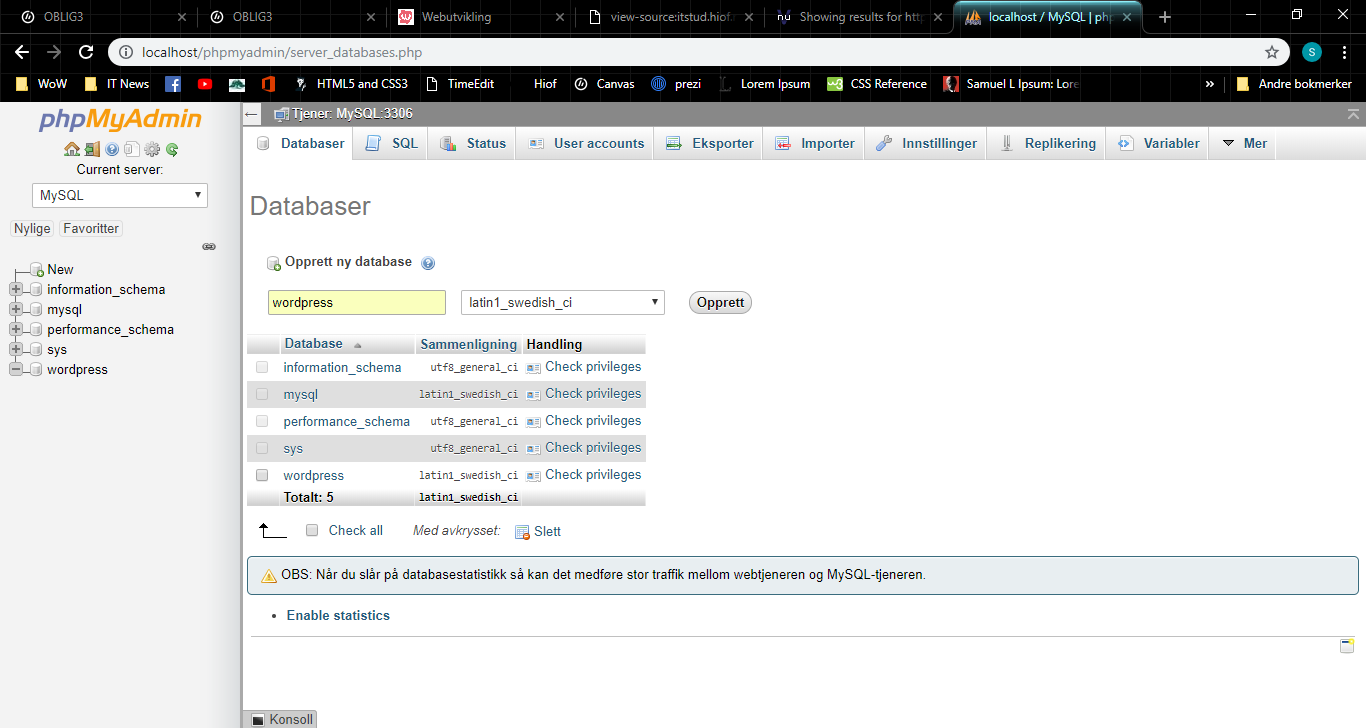 OBLIG3 OBLIG3 Webutvikling view-source:itstud.hiof.n Showing results for http localhost / MySQL | php
localhost/phpmyadmin/server_databases.php S
WoW IT News HTML5 and CSS3 TimeEdit Hiof Canvas prezi Lorem Ipsum CSS Reference Samuel L Ipsum: Lore » Andre bokmerker
phpMyAdmin
Current server:
MySQL
Nylige Favoritter
New
information_schema
mysql
performance_schema
sys
wordpress
Tjener: MySQL:3306
Databaser SQL Status User accounts Eksporter Importer Innstillinger Replikering Variabler Mer
Databaser
Opprett ny database
wordpress latin1_swedish_ci Opprett
Database Sammenligning Handling
information_schema utf8_general_ci Check privileges
mysql latin1_swedish_ci Check privileges
performance_schema utf8_general_ci Check privileges
sys utf8_general_ci Check privileges
wordpress latin1_swedish_ci Check privileges
Totalt: 5 latin1_swedish_ci
Check all Med avkrysset: Slett
OBS: Når du slår på databasestatistikk så kan det medføre stor traffik mellom webtjeneren og MySQL-tjeneren.
• Enable statistics
Konsoll